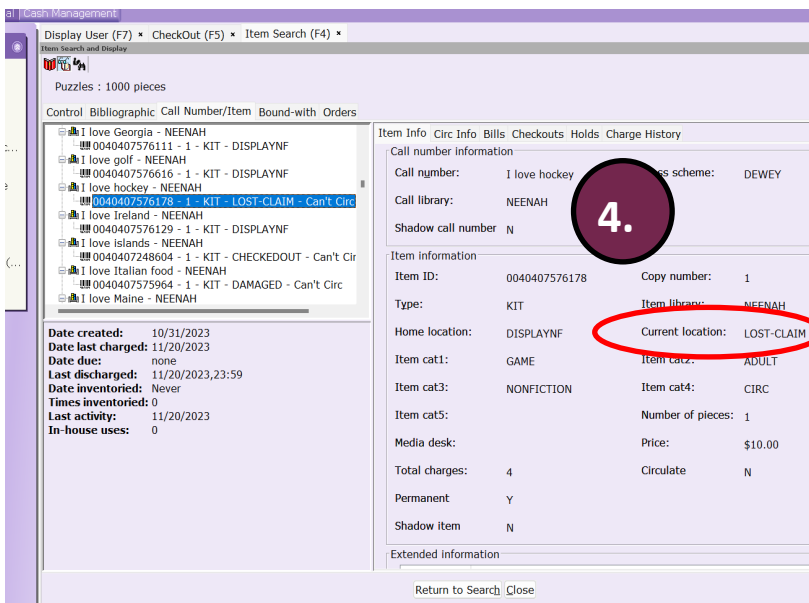 al Cash Management
Display User (F7) × CheckOut (F5) × Item Search (F4) ×
Item Search and Display
Puzzles : 1000 pieces
Control Bibliographic Call Number/Item Bound-with Orders
I love Georgia - NEENAH
0040407576111 - 1 - KIT - DISPLAYNF
I love golf - NEENAH
0040407576616 - 1 - KIT - DISPLAYNF
I love hockey - NEENAH
0040407576178 - 1 - KIT - LOST-CLAIM - Can't Circ
I love Ireland - NEENAH
0040407576129 - 1 - KIT - DISPLAYNF
I love islands - NEENAH
0040407248604 - 1 - KIT - CHECKEDOUT - Can't Cir
I love Italian food - NEENAH
0040407575964 - 1 - KIT - DAMAGED - Can't Circ
I love Maine - NEENAH
Date created: 10/31/2023
Date last charged: 11/20/2023
Date due: none
Last discharged: 11/20/2023,23:59
Date inventoried: Never
Times inventoried: 0
Last activity: 11/20/2023
In-house uses: 0
Item Info Circ Info Bills Checkouts Holds Charge History
Call number information
Call number: I love hockey scheme: DEWEY
Call library: NEENAH
Shadow call number N
4.
Item information
Item ID: 0040407576178 Copy number: 1
Type: KIT Item library: NEENAH
Home location: DISPLAYNF Current location: LOST-CLAIM
Item cat1: GAME Item cat2: ADULT
Item cat3: NONFICTION Item cat4: CIRC
Item cat5: Number of pieces: 1
Media desk: Price: $10.00
Total charges: 4 Circulate N
Permanent Y
Shadow item N
Extended information
Return to Search Close